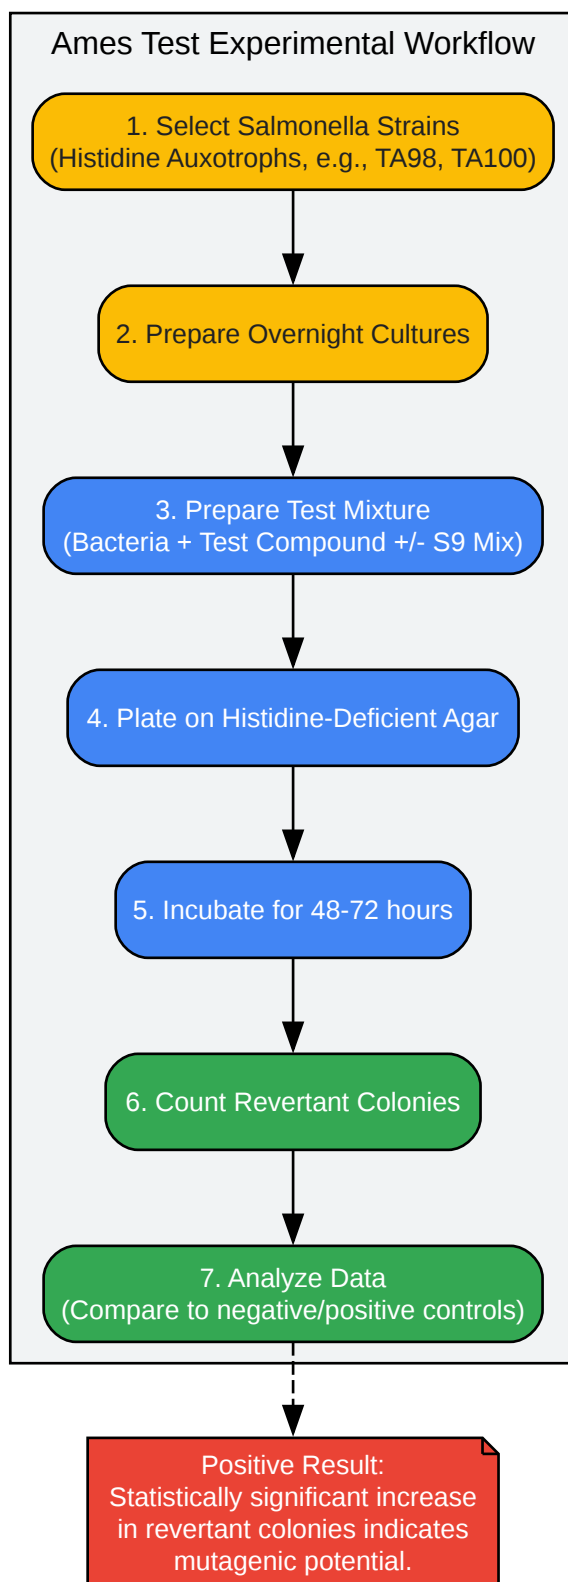 Ames Test Experimental Workflow
1. Select Salmonella Strains
(Histidine Auxotrophs, e.g., TA98, TA100)
2. Prepare Overnight Cultures
3. Prepare Test Mixture
(Bacteria + Test Compound +/- S9 Mix)
4. Plate on Histidine-Deficient Agar
5. Incubate for 48-72 hours
6. Count Revertant Colonies
7. Analyze Data
(Compare to negative/positive controls)
Positive Result:
Statistically significant increase
in revertant colonies indicates
mutagenic potential.